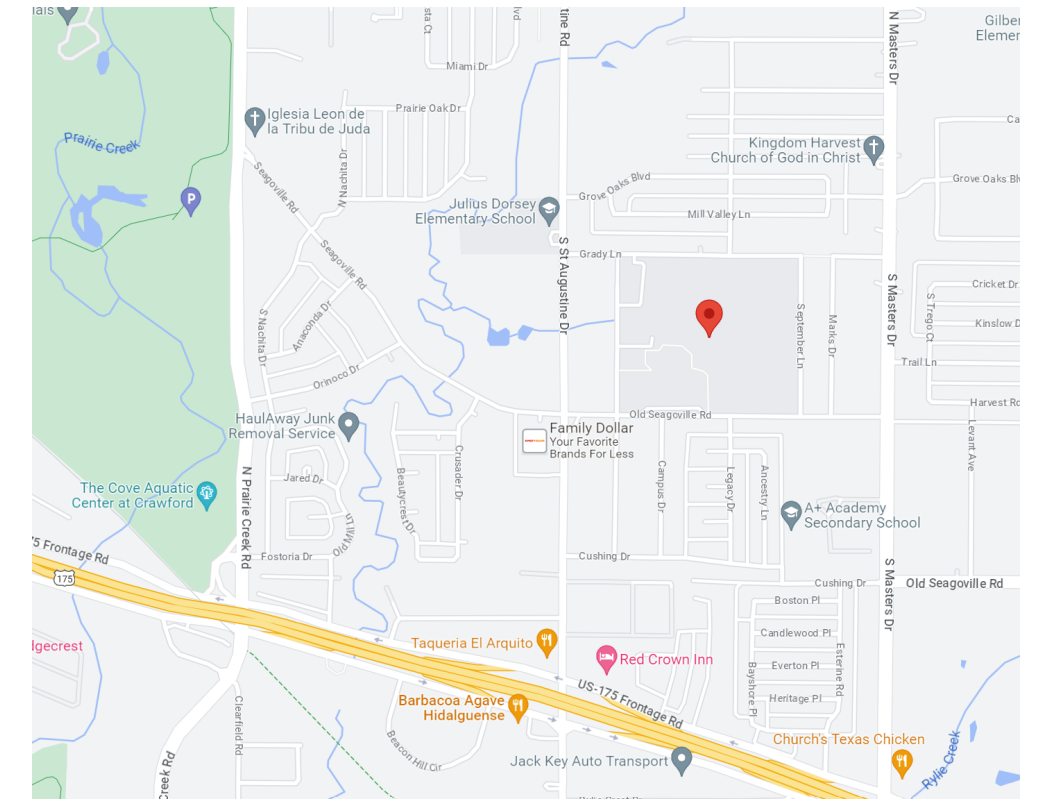 tine Rd
N Masters Dr
Miami Dr
Prairie Oak Dr
Iglesia Leon de
la Tribu de Juda
Prairie Creek
Kingdom Harvest
Church of God in Christ
N Nachita Dr
Seagoville Rd
P
Grove Oaks Blvd
Grove Oaks Blv
Julius Dorsey
Elementary School
Mill Valley Ln
Seagoville Rd
Grady Ln
S St Augustine Dr
S Masters Dr
Cricket Dr
S Trego Ct
Kinslow D
S Nachita Dr
Anaconda Dr
September Ln
Marks Dr
Trail Ln
Orinoco Dr
Harvest Rd
Old Seagoville Rd
HaulAway Junk
Removal Service
Family Dollar
Your Favorite
Brands For Less
Levant Ave
Crusader Dr
Beautycrest Dr
Campus Dr
Legacy Dr
Ancestry Ln
Jared Dr
The Cove Aquatic
Center at Crawford
N Prairie Creek Rd
A+ Academy
Secondary School
Old Mill Ln
75 Frontage Rd
Fostoria Dr
Cushing Dr
175
Cushing Dr
Old Seagoville Rd
S Masters Dr
Boston Pl
Candlewood Pl
Taqueria El Arquito
dgecrest
Red Crown Inn
Everton Pl
Esterine Rd
Bayshore Pl
US-175 Frontage Rd
Heritage Pl
Barbacoa Agave
Hidalguense
Clearfield Rd
Beacon Hill Cir
Church's Texas Chicken
Jack Key Auto Transport
Rylie Creek
Creek Rd